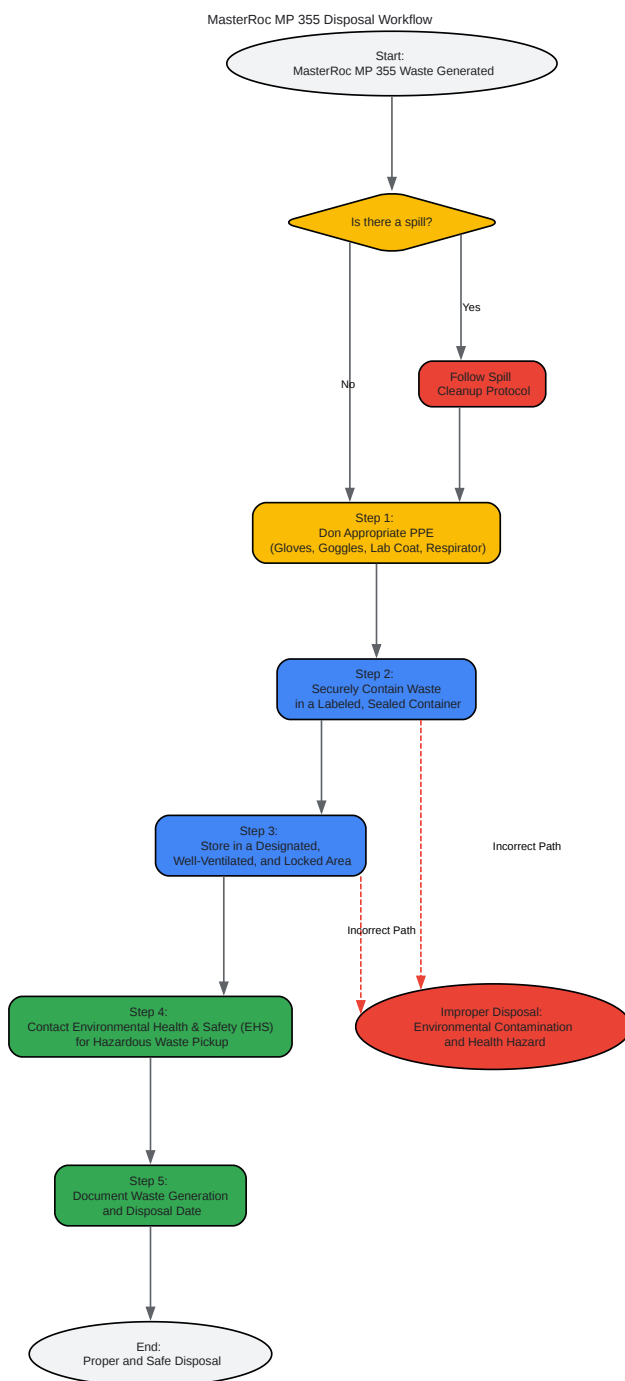 MasterRoc MP 355 Disposal Workflow
Start:
MasterRoc MP 355 Waste Generated
Is there a spill?
Yes
Follow Spill
Cleanup Protocol
No
Step 1:
Don Appropriate PPE
(Gloves, Goggles, Lab Coat, Respirator)
Step 2:
Securely Contain Waste
in a Labeled, Sealed Container
Step 3:
Store in a Designated,
Well-Ventilated, and Locked Area
Incorrect Path
Incorrect Path
Step 4:
Contact Environmental Health & Safety (EHS)
for Hazardous Waste Pickup
Improper Disposal:
Environmental Contamination
and Health Hazard
Step 5:
Document Waste Generation
and Disposal Date
End:
Proper and Safe Disposal